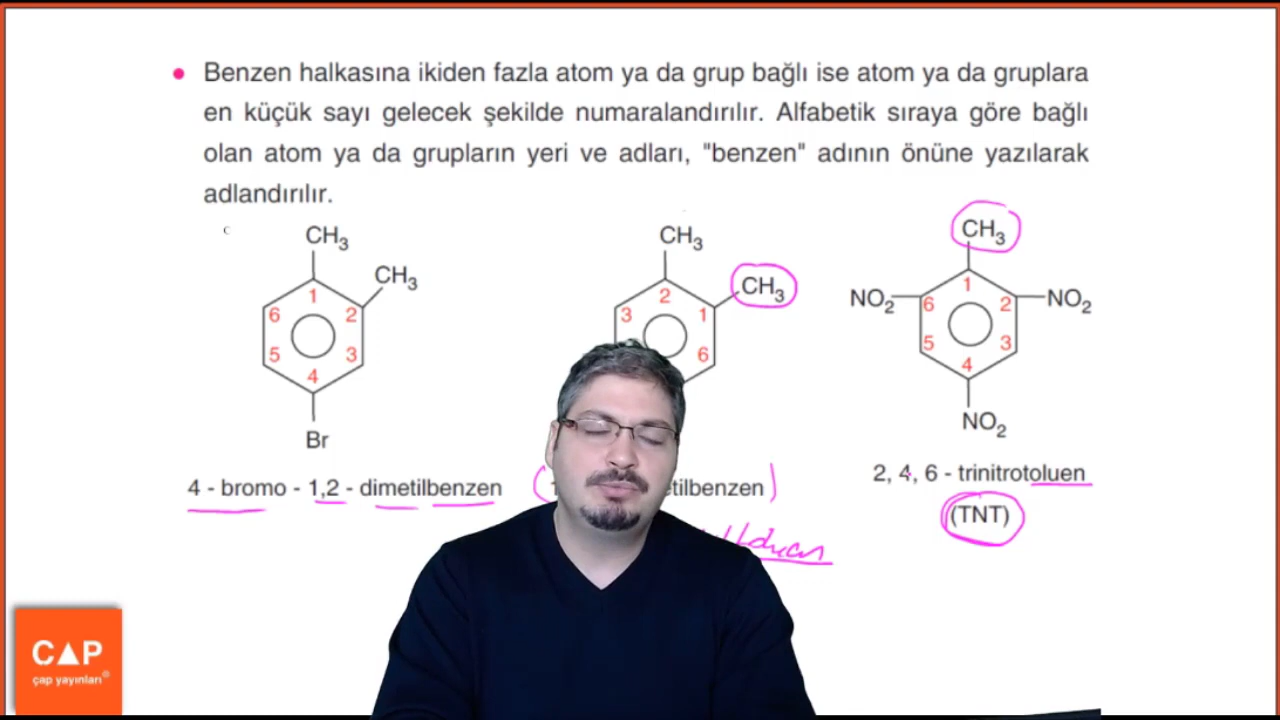 • Benzen halkasına ikiden fazla atom ya da grup bağlı ise atom ya da gruplara
en küçük sayı gelecek şekilde numaralandırılır. Alfabetik sıraya göre bağlı
olan atom ya da grupların yeri ve adları, "benzen" adının önüne yazılarak
adlandırılır.
c
CH3
CH3
1
6
2
5
3
4
Br
4 - bromo - 1,2 - dimetilbenzen
CH3
CH3
2
3
1
6
tilbenzen)
CH3
NO2
NO2
1
6
2
5
3
4
NO2
2, 4, 6 - trinitrotoluen
(TNT)
CAP
çap yayınları®